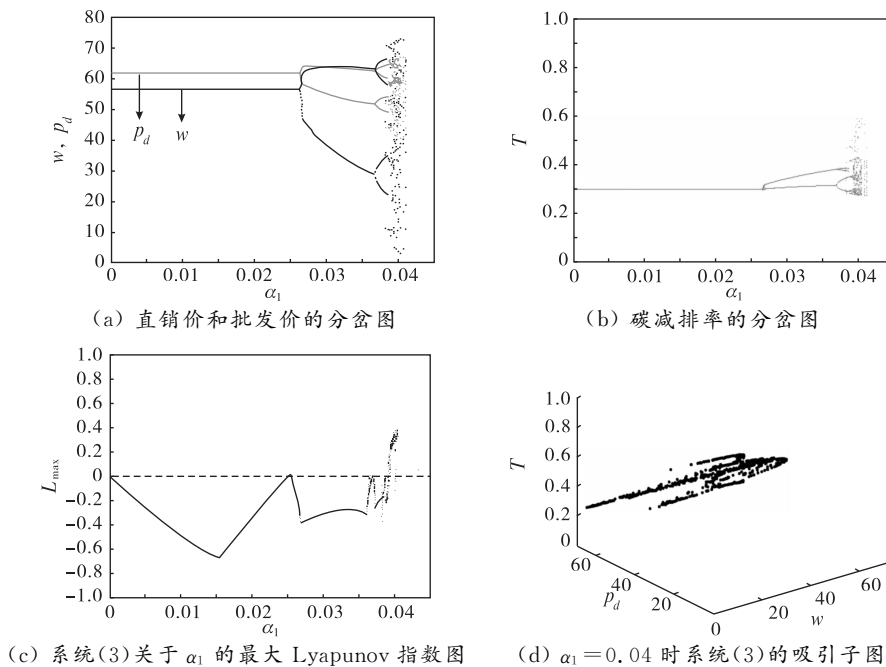 80
70
60
50
40
30
20
10
0
w, p_d
p_d
w
0 0.01 0.02 0.03 0.04
α₁
(a) 直销价和批发价的分岔图
1.0
0.8
0.6
0.4
0.2
0
T
0 0.01 0.02 0.03 0.04
α₁
(b) 碳减排率的分岔图
1.0
0.8
0.6
0.4
0.2
0
−0.2
−0.4
−0.6
−0.8
−1.0
L_max
0 0.01 0.02 0.03 0.04
α₁
(c) 系统(3)关于 α₁ 的最大 Lyapunov 指数图
1.0
0.8
0.6
0.4
0.2
0
T
60
40
20
p_d
0
20
40
60
w
(d) α₁=0.04 时系统(3)的吸引子图